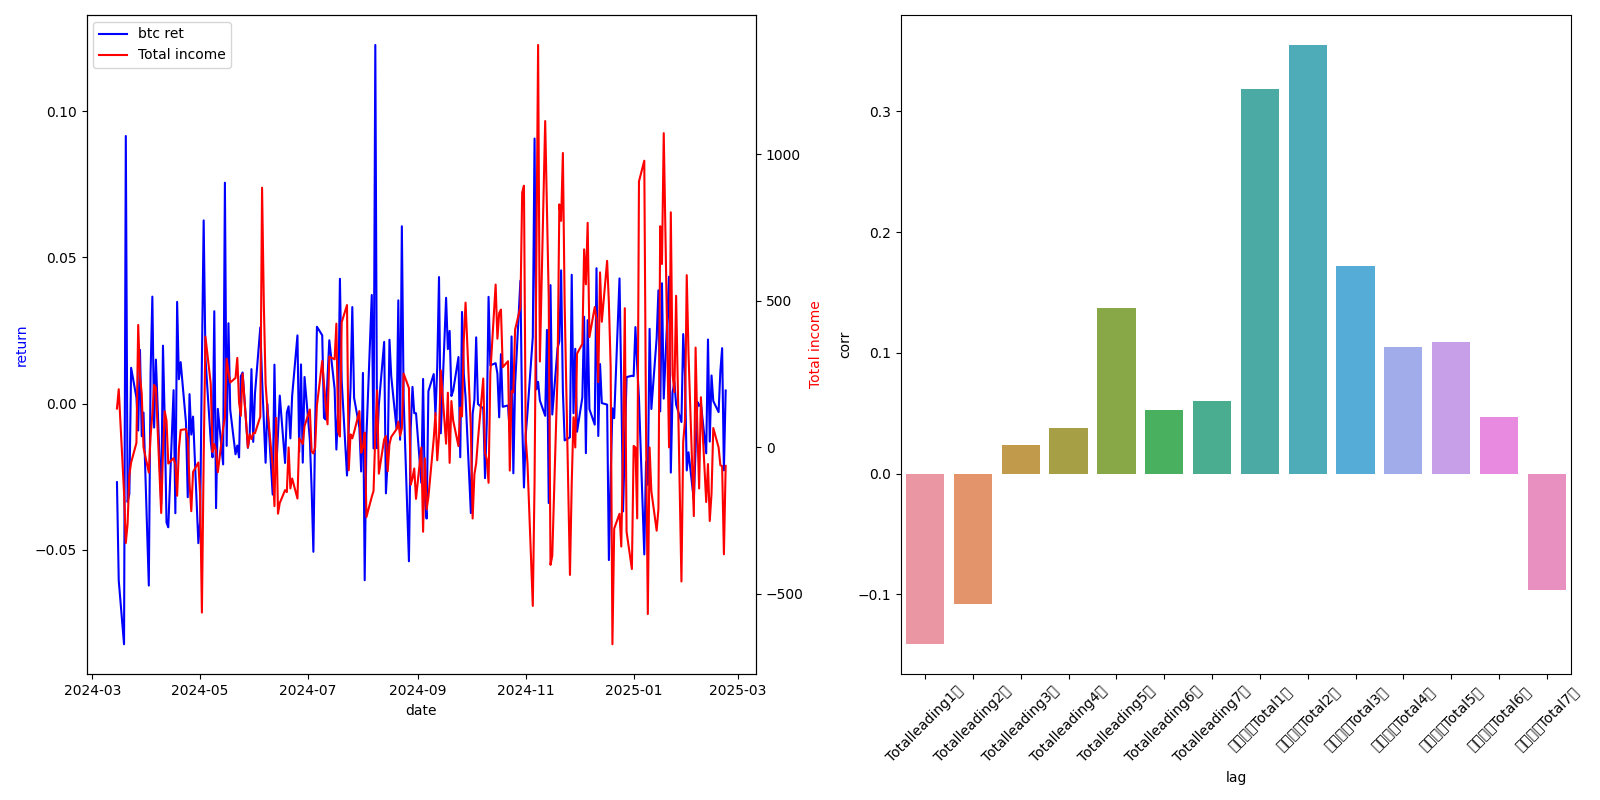 btc ret
Total income
0.10
0.05
0.00
−0.05
return
1000
500
0
−500
Total income
2024-03
2024-05
2024-07
2024-09
2024-11
2025-01
2025-03
date
0.3
0.2
0.1
0.0
−0.1
corr
Totalleading1
Totalleading2
Totalleading3
Totalleading4
Totalleading5
Totalleading6
Totalleading7
Total1
Total2
Total3
Total4
Total5
Total6
Total7
lag